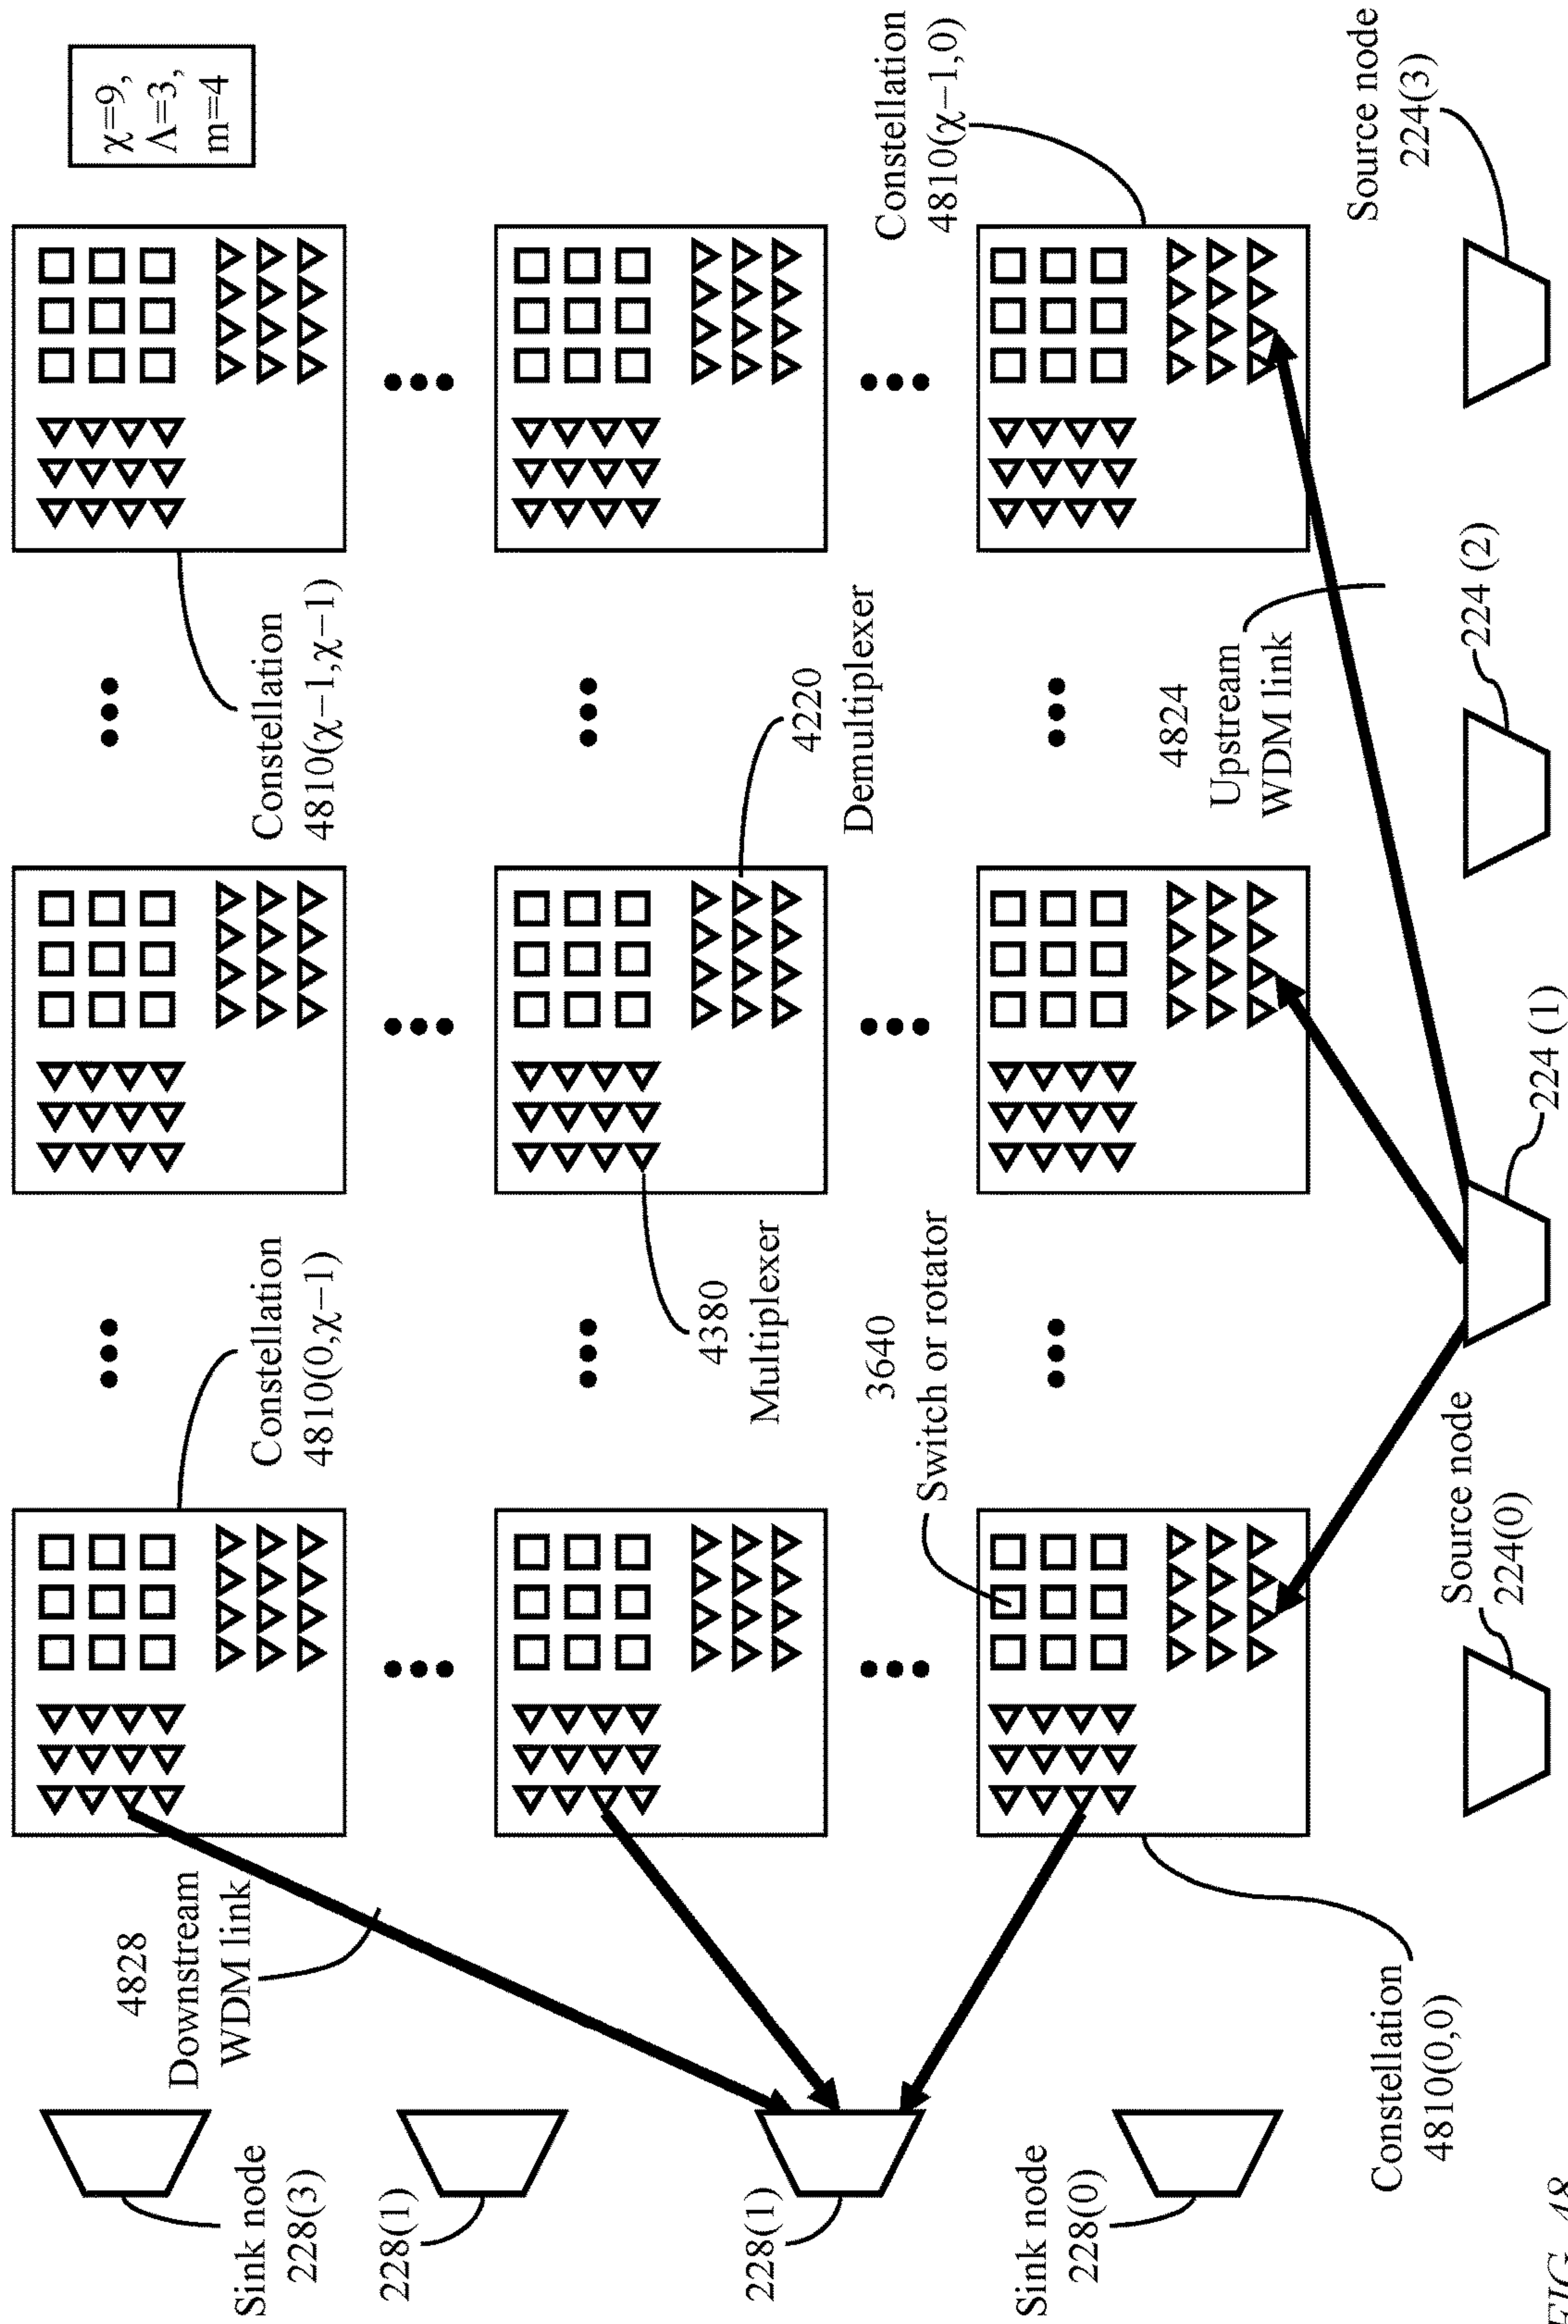 χ=9,
Λ=3,
m=4
4828
Downstream
WDM link
Sink node
228(3)
Constellation
4810(0,χ−1)
Constellation
4810(χ−1,χ−1)
228(1)
4380
Multiplexer
4220
Demultiplexer
228(1)
3640
Switch or rotator
Constellation
4810(χ−1,0)
Sink node
228(0)
4824
Upstream
WDM link
Constellation
4810(0,0)
Source node
224(0)
224 (1)
224 (2)
Source node
224(3)
FIG. 48